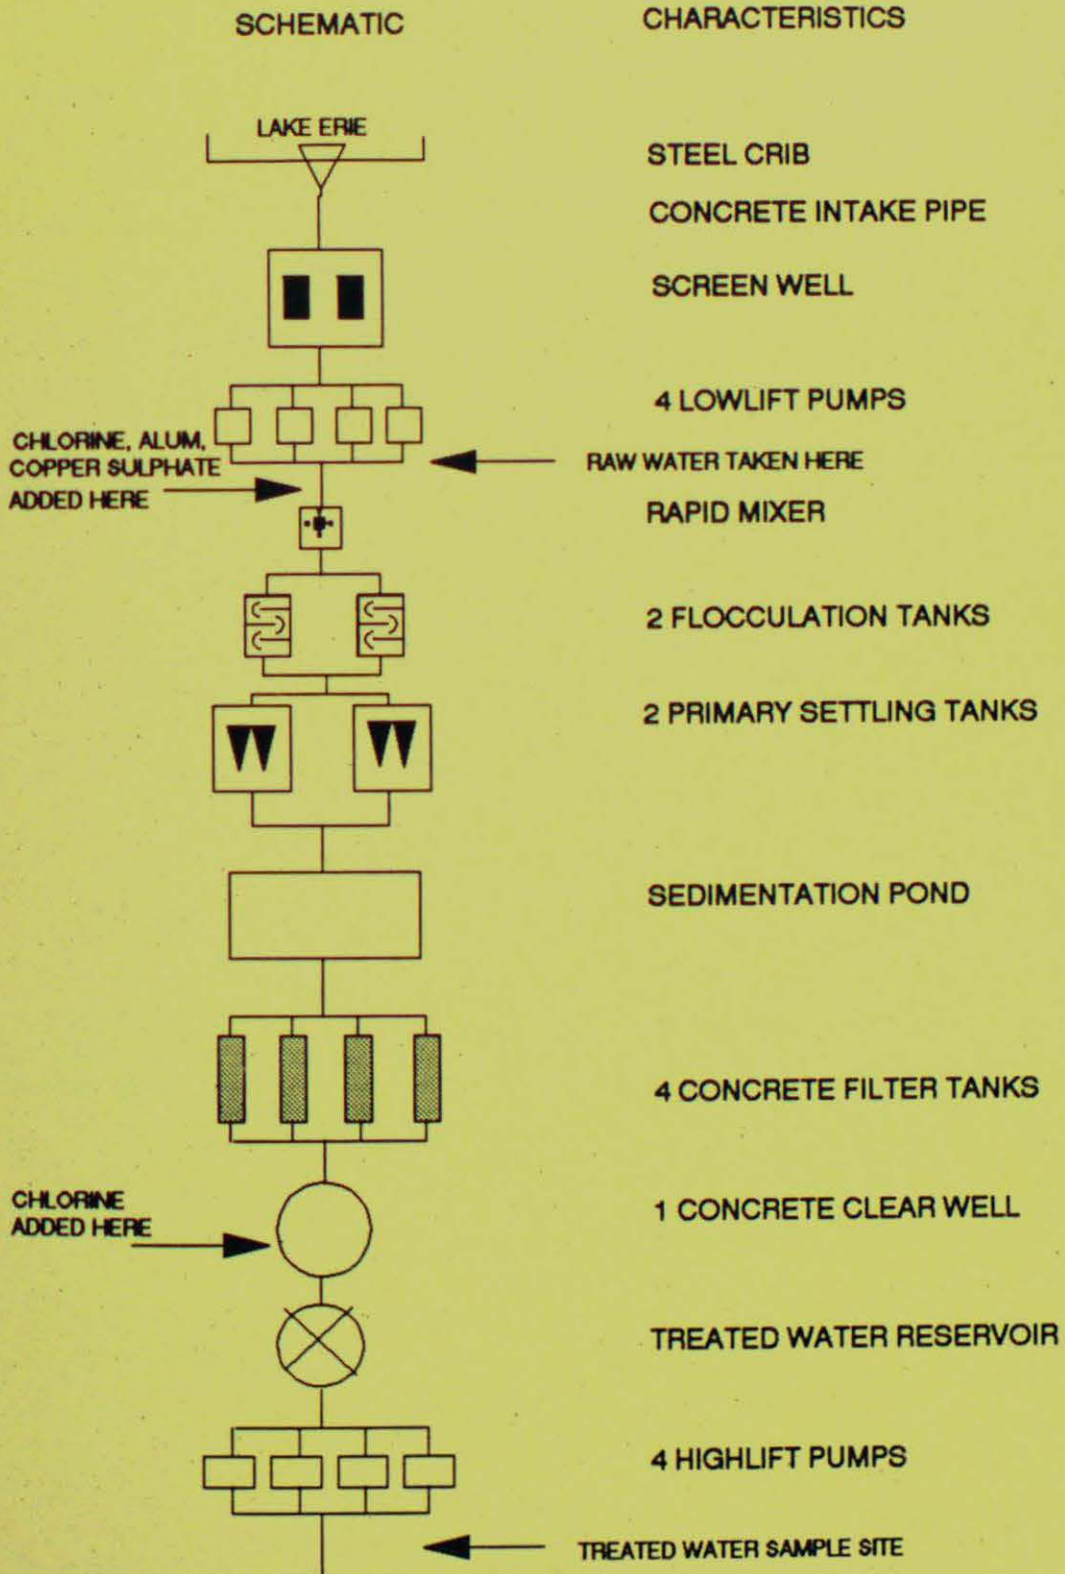 SCHEMATIC
CHARACTERISTICS
LAKE ERIE
STEEL CRIB
CONCRETE INTAKE PIPE
SCREEN WELL
4 LOWLIFT PUMPS
CHLORINE, ALUM,
COPPER SULPHATE
ADDED HERE
RAW WATER TAKEN HERE
RAPID MIXER
2 FLOCCULATION TANKS
2 PRIMARY SETTLING TANKS
SEDIMENTATION POND
4 CONCRETE FILTER TANKS
CHLORINE
ADDED HERE
1 CONCRETE CLEAR WELL
TREATED WATER RESERVOIR
4 HIGHLIFT PUMPS
TREATED WATER SAMPLE SITE